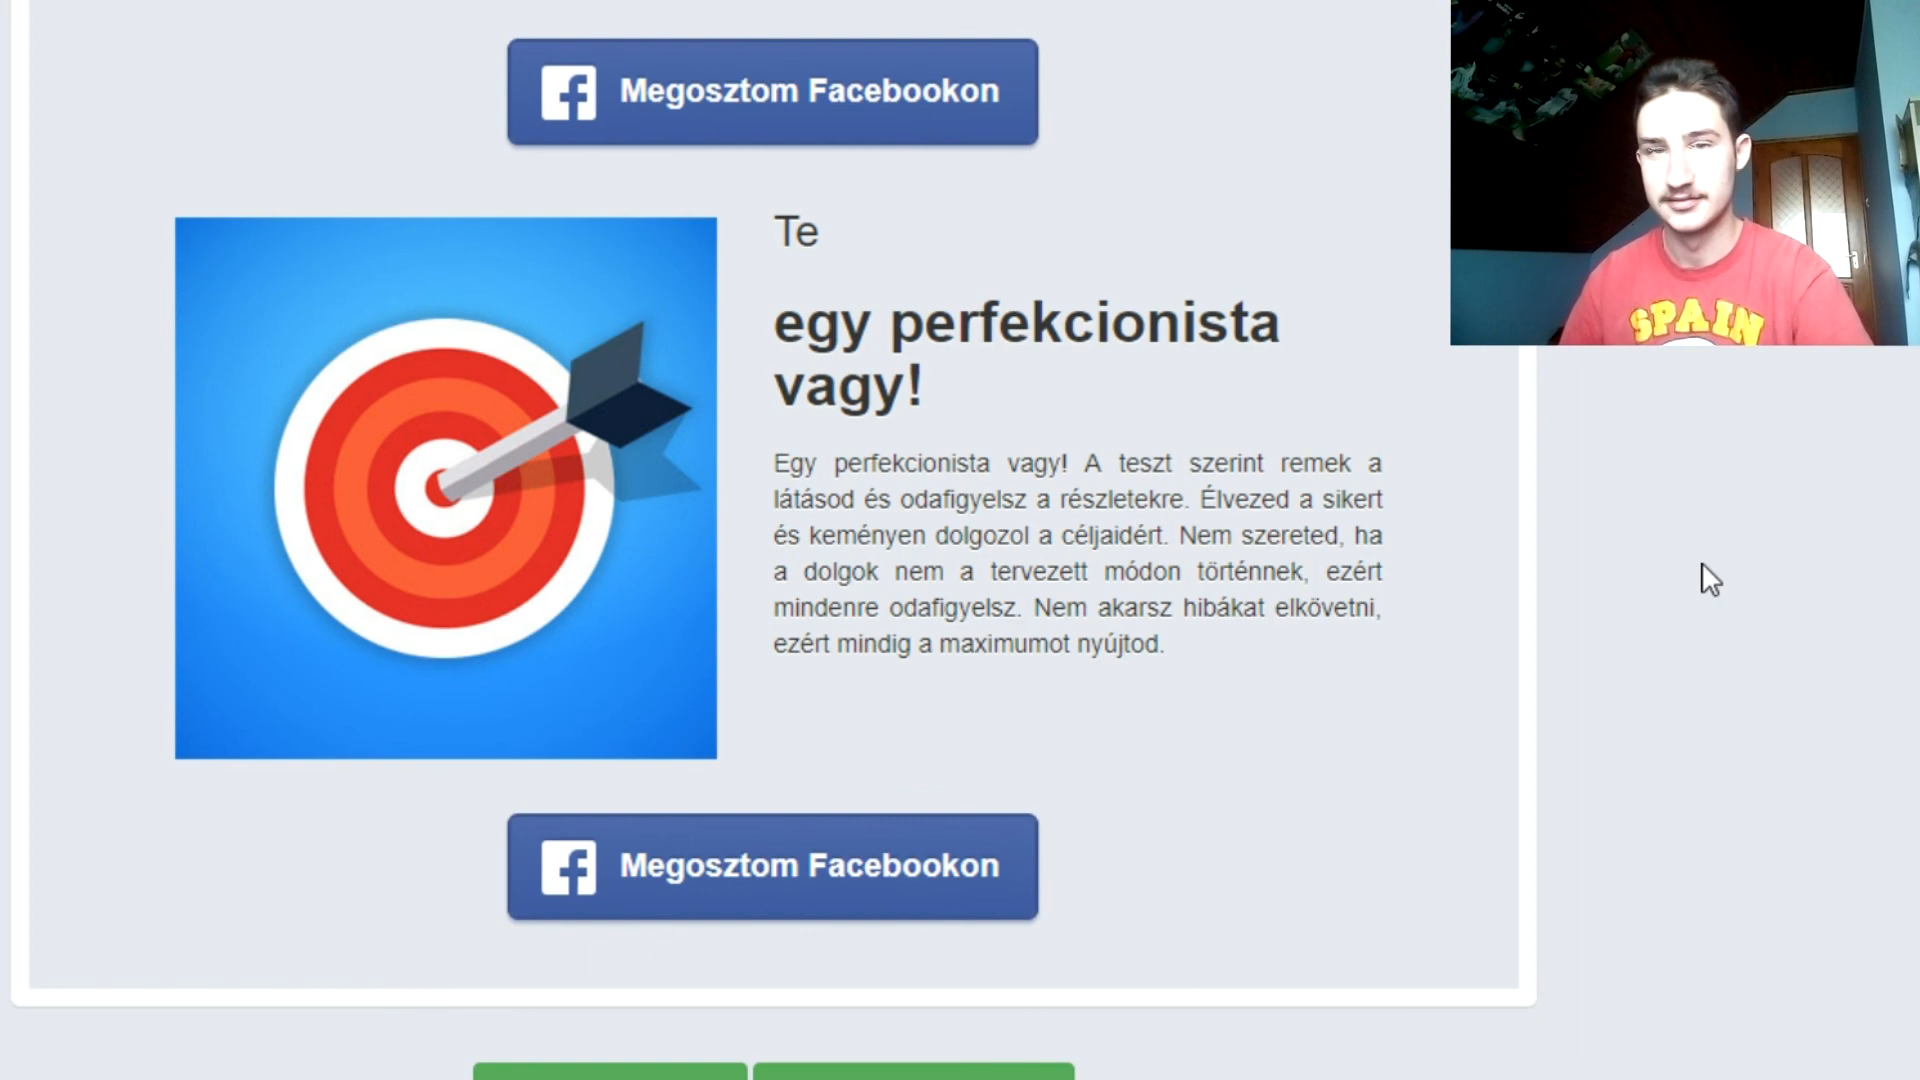 Megosztom Facebookon
Te
egy perfekcionista
vagy!
Egy perfekcionista vagy! A teszt szerint remek a
látásod és odafigyelsz a részletekre. Élvezed a sikert
és keményen dolgozol a céljaidért. Nem szereted, ha
a dolgok nem a tervezett módon történnek, ezért
mindenre odafigyelsz. Nem akarsz hibákat elkövetni,
ezért mindig a maximumot nyújtod.
Megosztom Facebookon
SPAIN